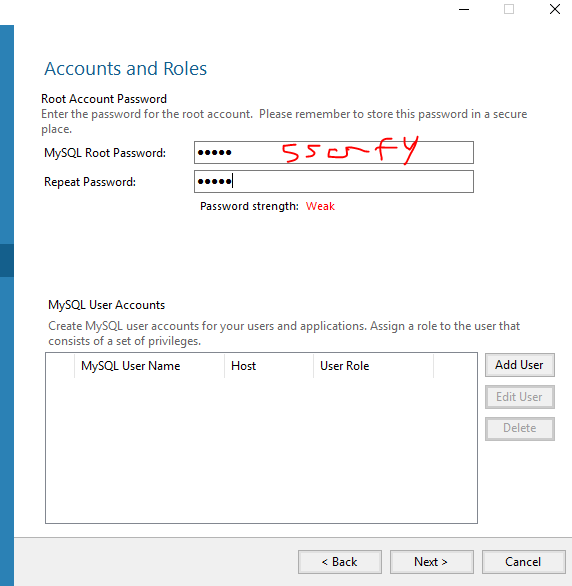 Accounts and Roles
Root Account Password
Enter the password for the root account. Please remember to store this password in a secure
place.
MySQL Root Password: •••••
Repeat Password: •••••
Password strength: Weak
MySQL User Accounts
Create MySQL user accounts for your users and applications. Assign a role to the user that
consists of a set of privileges.
MySQL User Name Host User Role
Add User
Edit User
Delete
< Back Next > Cancel